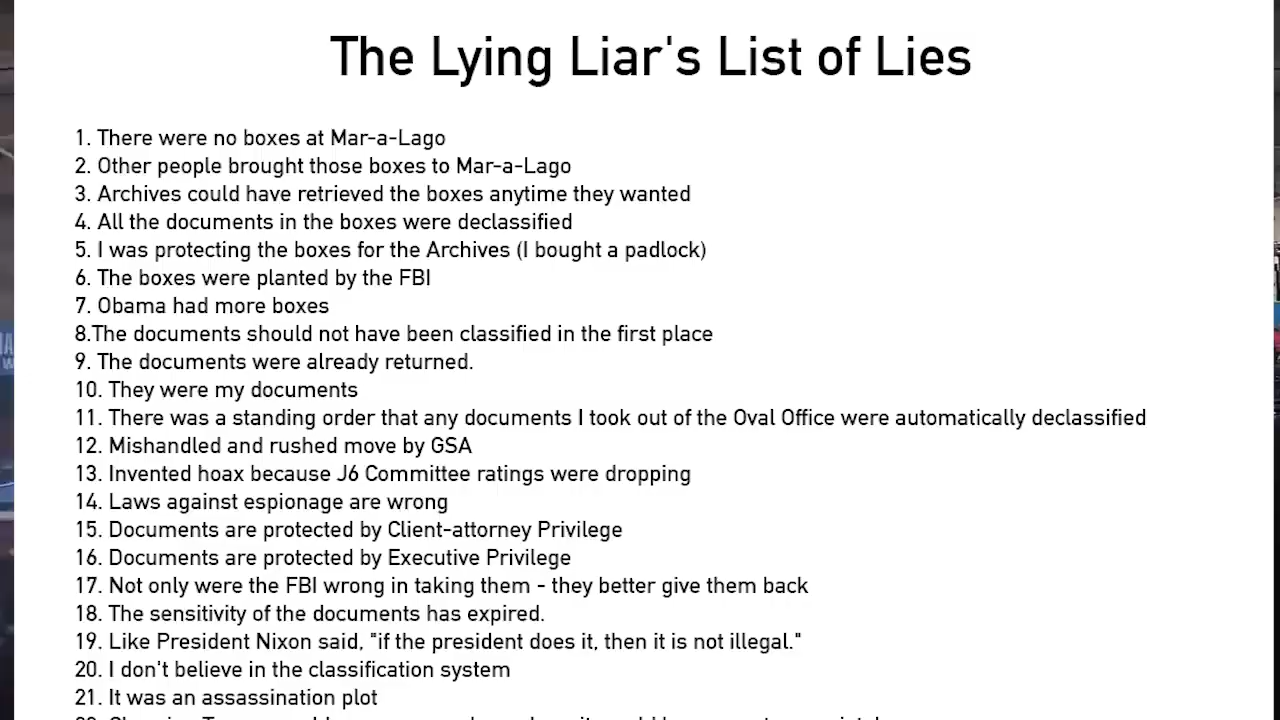 The Lying Liar's List of Lies
1. There were no boxes at Mar-a-Lago
2. Other people brought those boxes to Mar-a-Lago
3. Archives could have retrieved the boxes anytime they wanted
4. All the documents in the boxes were declassified
5. I was protecting the boxes for the Archives (I bought a padlock)
6. The boxes were planted by the FBI
7. Obama had more boxes
8.The documents should not have been classified in the first place
9. The documents were already returned.
10. They were my documents
11. There was a standing order that any documents I took out of the Oval Office were automatically declassified
12. Mishandled and rushed move by GSA
13. Invented hoax because J6 Committee ratings were dropping
14. Laws against espionage are wrong
15. Documents are protected by Client-attorney Privilege
16. Documents are protected by Executive Privilege
17. Not only were the FBI wrong in taking them - they better give them back
18. The sensitivity of the documents has expired.
19. Like President Nixon said, "if the president does it, then it is not illegal."
20. I don't believe in the classification system
21. It was an assassination plot